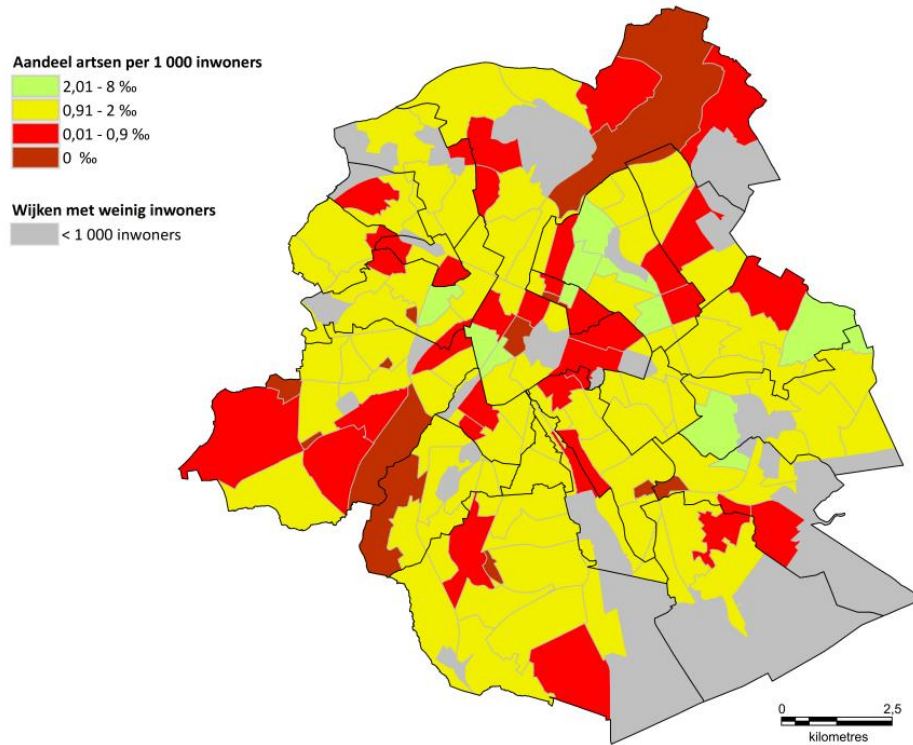 Aandeel artsen per 1 000 inwoners
2,01 - 8 ‰
0,91 - 2 ‰
0,01 - 0,9 ‰
0 ‰
Wijken met weinig inwoners
< 1 000 inwoners
0 2,5
kilometres